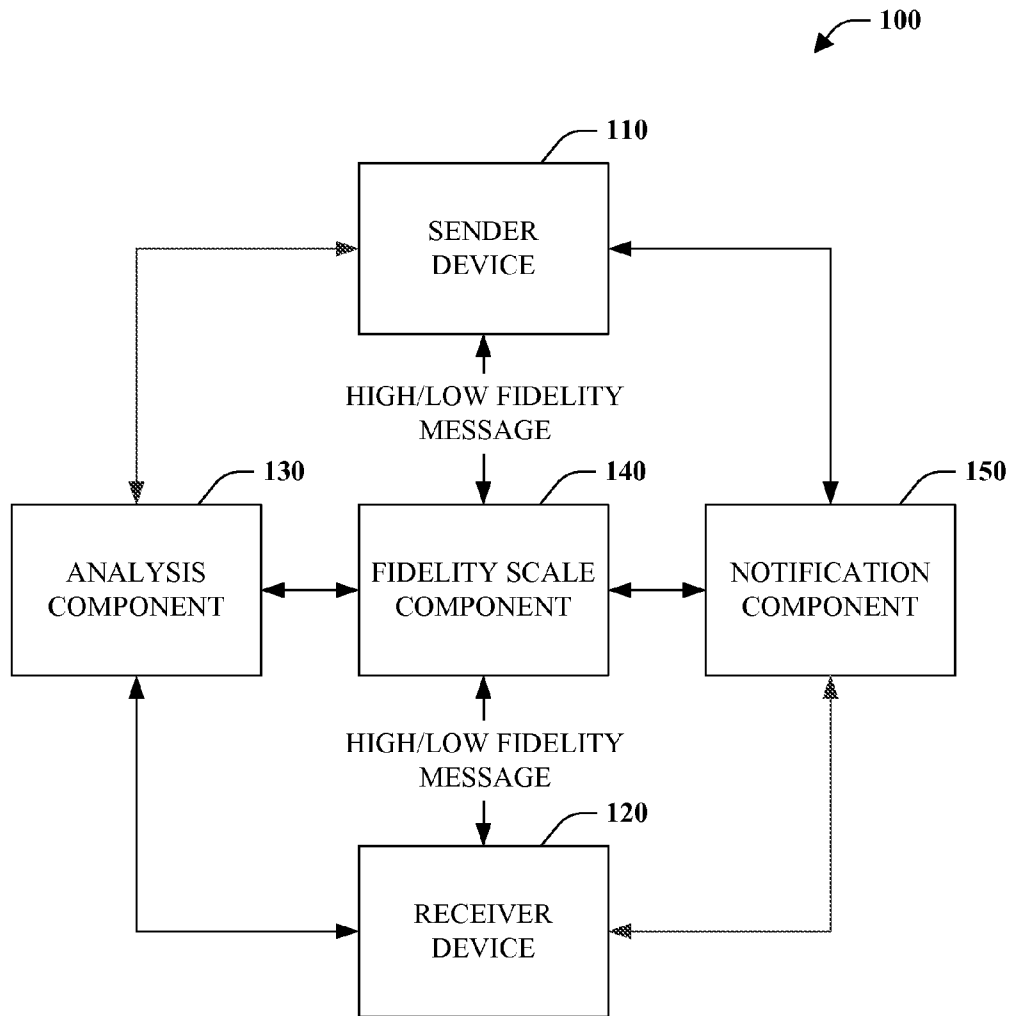 100
110
SENDER
DEVICE
HIGH/LOW FIDELITY
MESSAGE
130
140
150
ANALYSIS
COMPONENT
FIDELITY SCALE
COMPONENT
NOTIFICATION
COMPONENT
HIGH/LOW FIDELITY
MESSAGE
120
RECEIVER
DEVICE